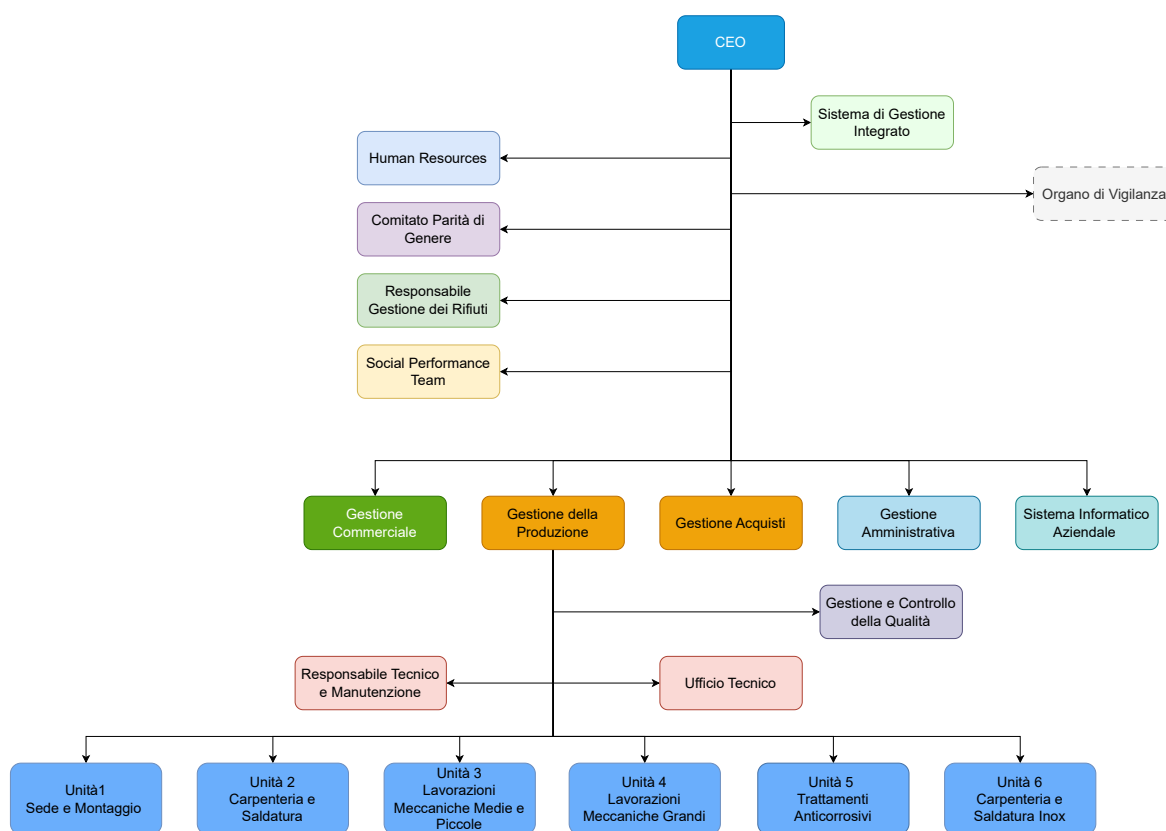 CEO
Sistema di Gestione
Integrato
Human Resources
Organo di Vigilanza
Comitato Parità di
Genere
Responsabile
Gestione dei Rifiuti
Social Performance
Team
Gestione
Commerciale
Gestione della
Produzione
Gestione Acquisti
Gestione
Amministrativa
Sistema Informatico
Aziendale
Gestione e Controllo
della Qualità
Responsabile Tecnico
e Manutenzione
Ufficio Tecnico
Unità1
Sede e Montaggio
Unità 2
Carpenteria e
Saldatura
Unità 3
Lavorazioni
Meccaniche Medie e
Piccole
Unità 4
Lavorazioni
Meccaniche Grandi
Unità 5
Trattamenti
Anticorrosivi
Unità 6
Carpenteria e
Saldatura Inox